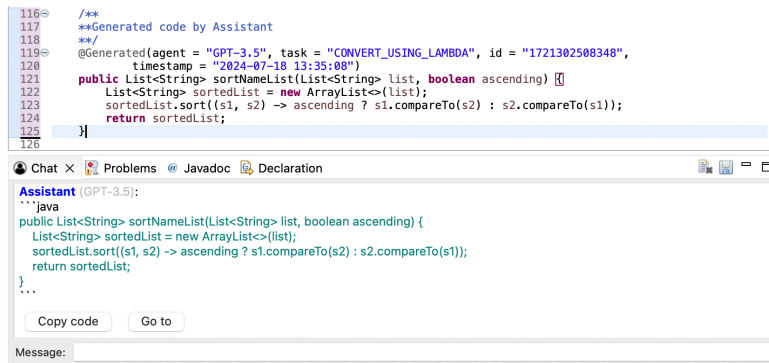 116 /**
117 **Generated code by Assistant
118 **/
119 @Generated(agent = "GPT-3.5", task = "CONVERT_USING_LAMBDA", id = "1721302508348",
120 timestamp = "2024-07-18 13:35:08")
121 public List<String> sortNameList(List<String> list, boolean ascending) {
122 List<String> sortedList = new ArrayList<>(list);
123 sortedList.sort((s1, s2) -> ascending ? s1.compareTo(s2) : s2.compareTo(s1));
124 return sortedList;
125 }
126
Chat Problems @ Javadoc Declaration
Assistant (GPT-3.5):
```java
public List<String> sortNameList(List<String> list, boolean ascending) {
List<String> sortedList = new ArrayList<>(list);
sortedList.sort((s1, s2) -> ascending ? s1.compareTo(s2) : s2.compareTo(s1));
return sortedList;
}
```
Copy code Go to
Message: